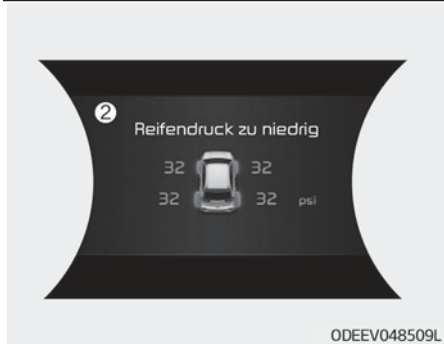 2
Reifendruck zu niedrig
32 32
32 32 psi
ODEEV048509L